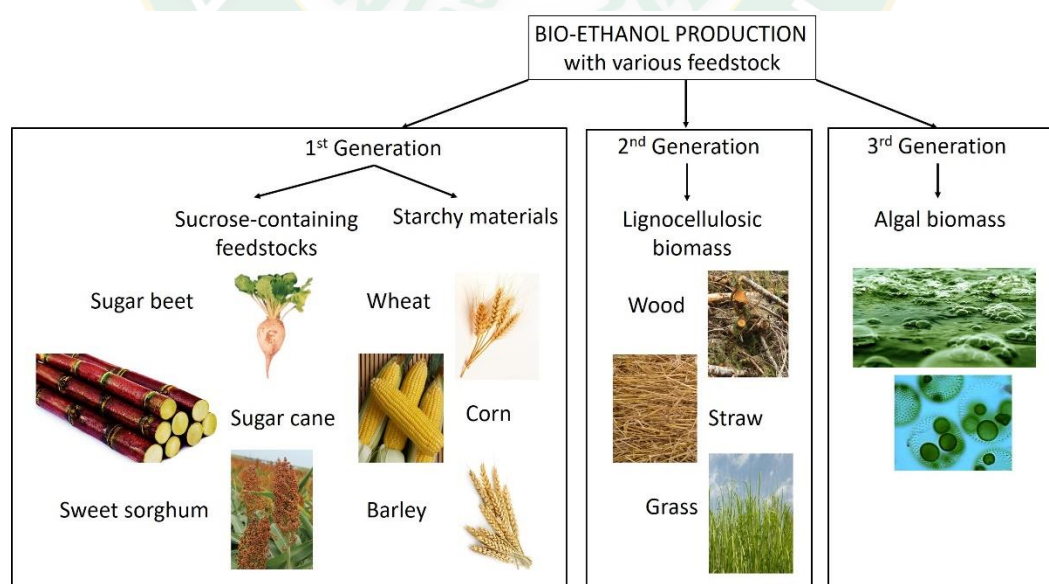 BIO-ETHANOL PRODUCTION
with various feedstock
1st Generation
Sucrose-containing
feedstocks
Starchy materials
Sugar beet
Wheat
Sugar cane
Corn
Sweet sorghum
Barley
2nd Generation
Lignocellulosic
biomass
Wood
Straw
Grass
3rd Generation
Algal biomass